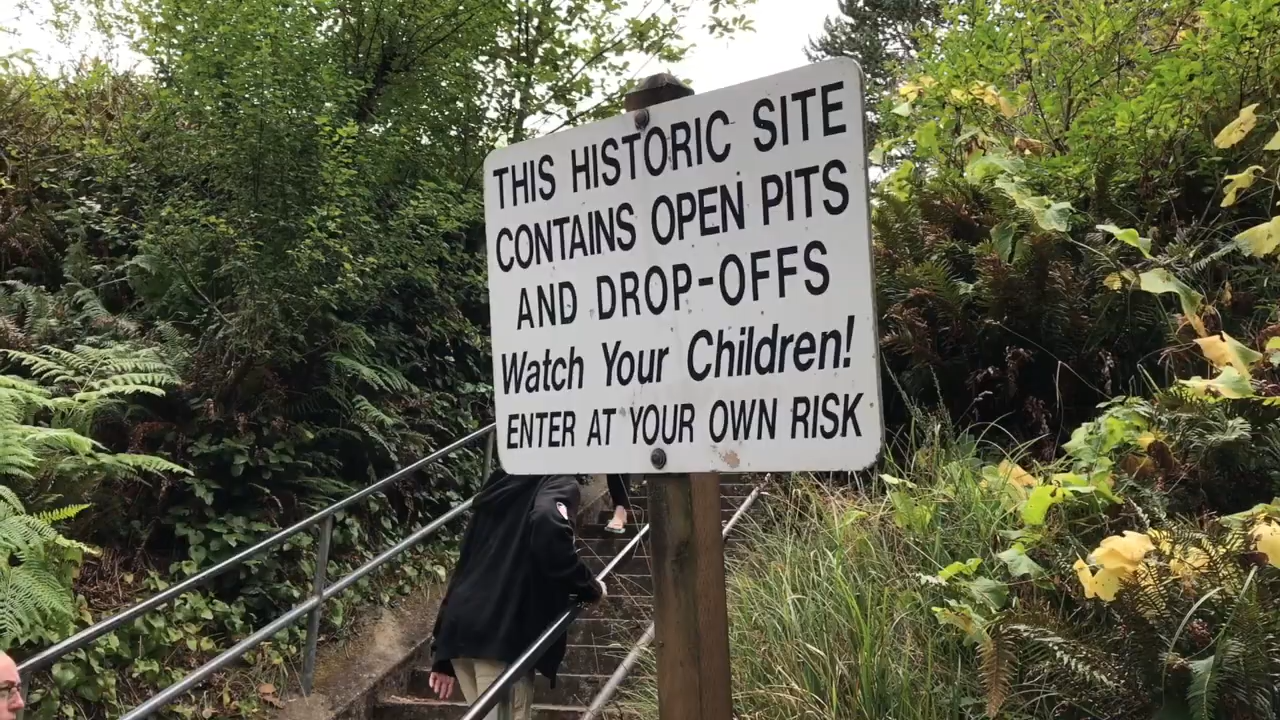 THIS HISTORIC SITE
CONTAINS OPEN PITS
AND DROP-OFFS
Watch Your Children!
ENTER AT YOUR OWN RISK